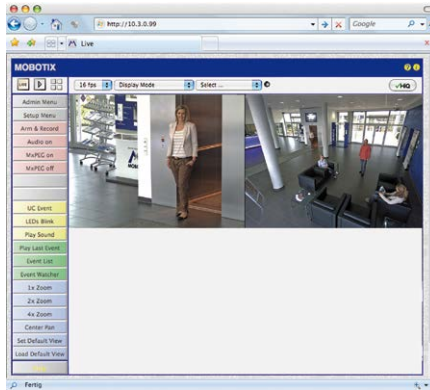 http://10.3.0.99
Google
Live
MOBOTIX
LIVE
16 fps
Display Mode
Select ...
HQ
Admin Menu
Setup Menu
Arm & Record
Audio on
MxPEG on
MxPEG off
UC Event
LEDs Blink
Play Sound
Play Last Event
Event List
Event Watcher
1x Zoom
2x Zoom
4x Zoom
Center Pan
Set Default View
Load Default View
Fertig